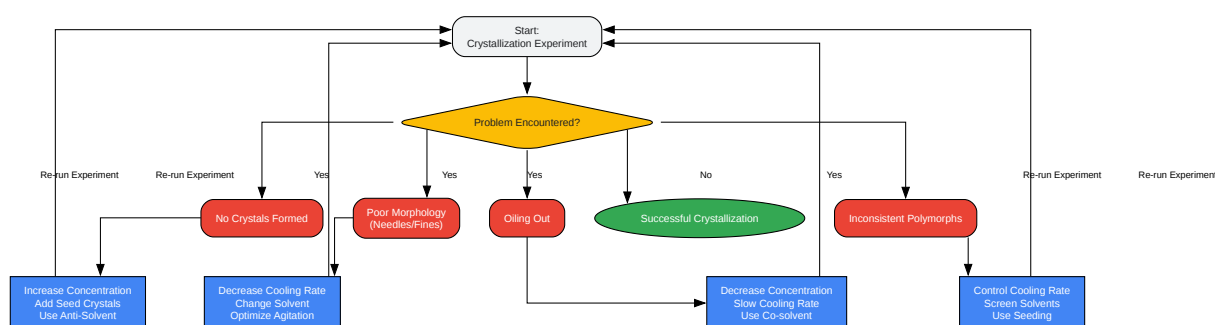 Start:
Crystallization Experiment
Problem Encountered?
Re-run Experiment
Re-run Experiment
Yes
Yes
Yes
No
Yes
Re-run Experiment
Re-run Experiment
No Crystals Formed
Poor Morphology
(Needles/Fines)
Oiling Out
Successful Crystallization
Inconsistent Polymorphs
Increase Concentration
Add Seed Crystals
Use Anti-Solvent
Decrease Cooling Rate
Change Solvent
Optimize Agitation
Decrease Concentration
Slow Cooling Rate
Use Co-solvent
Control Cooling Rate
Screen Solvents
Use Seeding